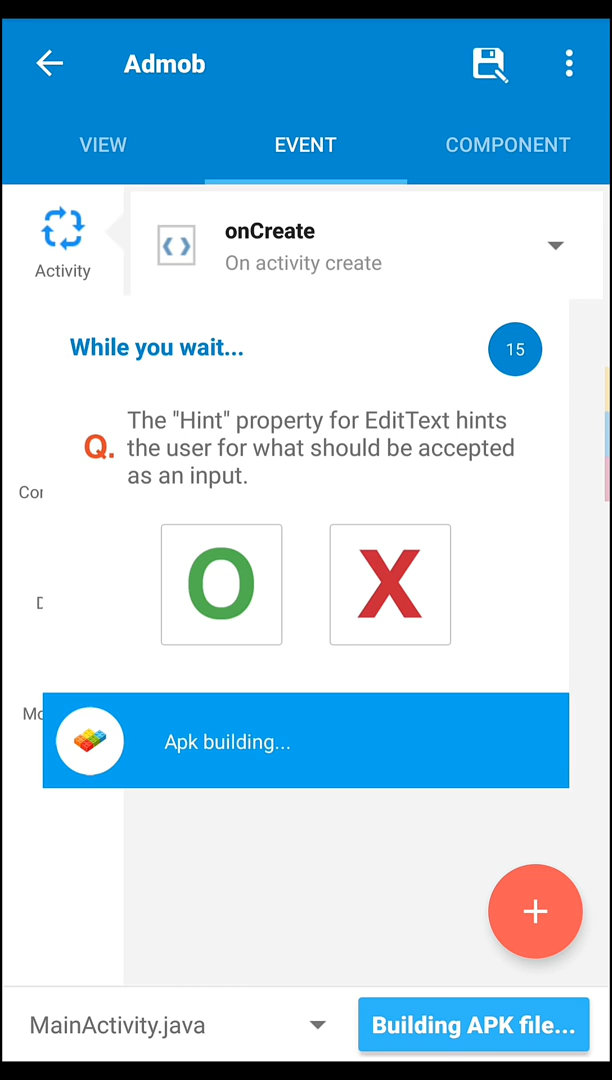 Admob
VIEW
EVENT
COMPONENT
Activity
onCreate
On activity create
While you wait...
15
Q.
The "Hint" property for EditText hints
the user for what should be accepted
as an input.
O
X
Apk building...
MainActivity.java
Building APK file...